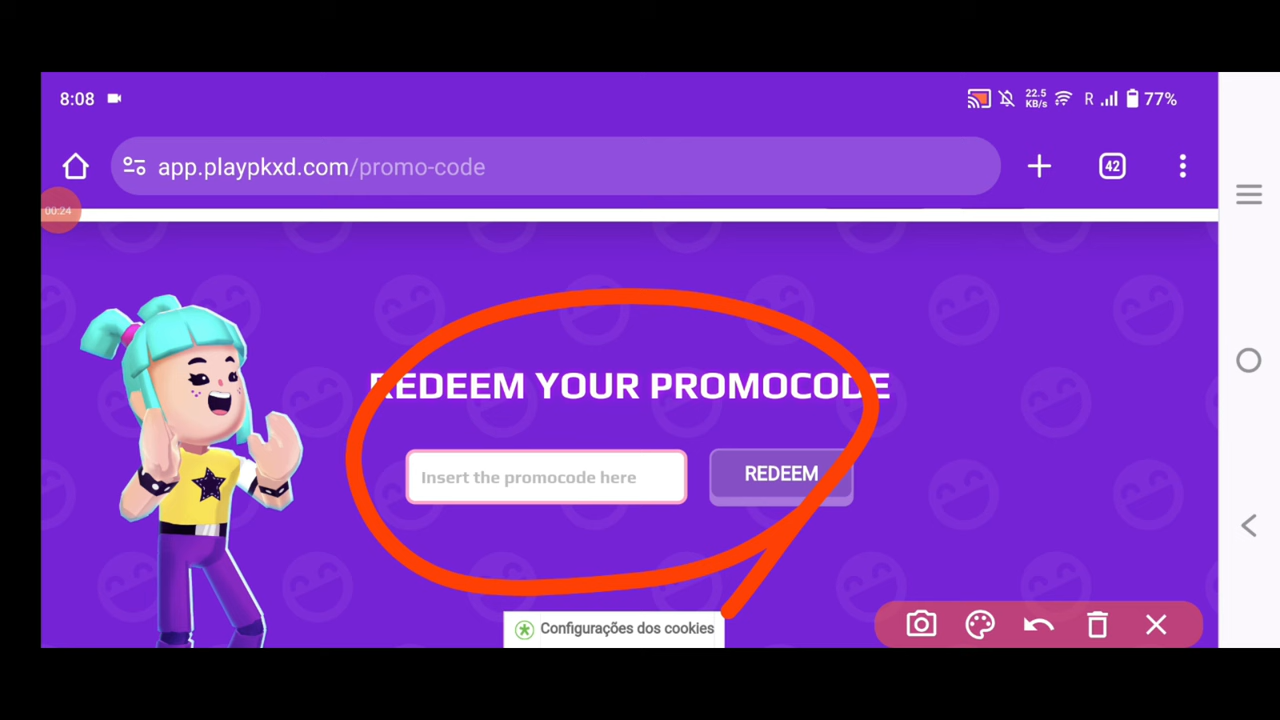 8:08
22.5
KB/s
R
77%
app.playpkxd.com/promo-code
42
00:24
REDEEM YOUR PROMOCODE
Insert the promocode here
REDEEM
Configurações dos cookies